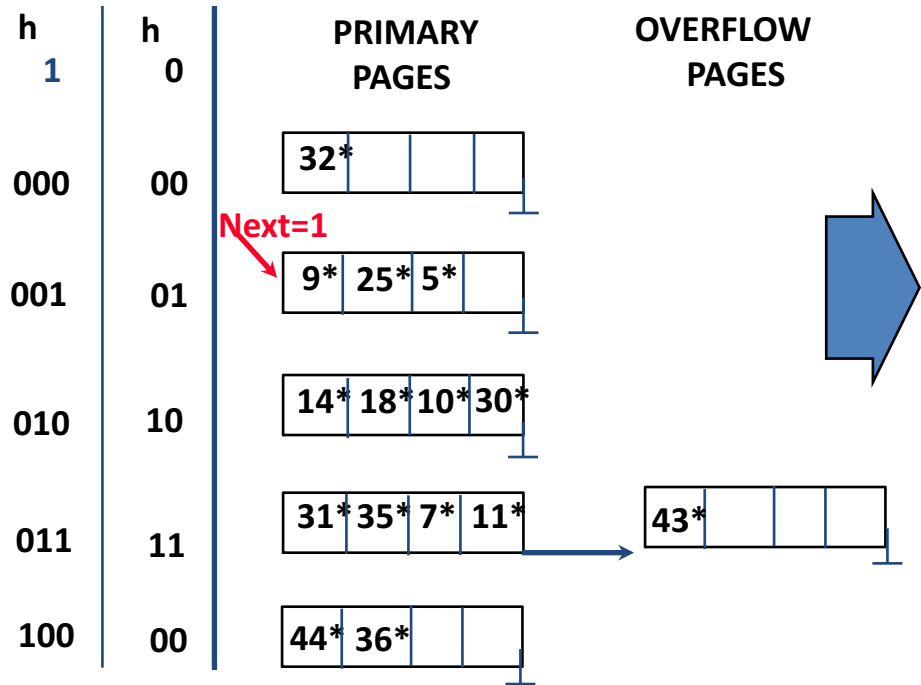 h h PRIMARY OVERFLOW
1 0 PAGES PAGES
32*
000 00
Next=1
9* 25* 5*
001 01
14* 18* 10* 30*
010 10
31* 35* 7* 11* 43*
011 11
100 00 44* 36*